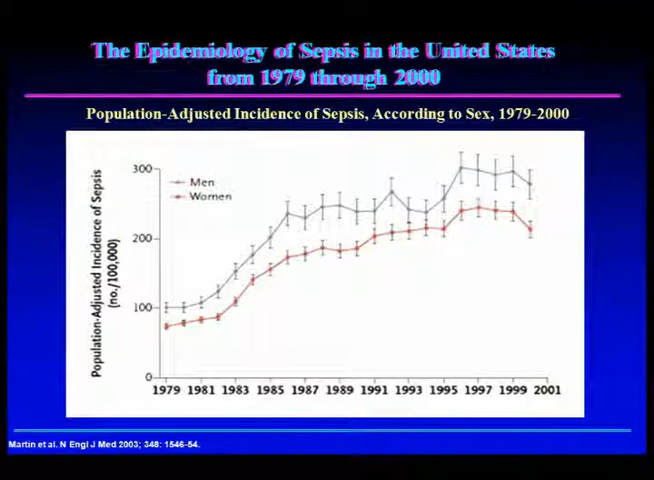 The Epidemiology of Sepsis in the United States
from 1979 through 2000
Population-Adjusted Incidence of Sepsis, According to Sex, 1979-2000
Population-Adjusted Incidence of Sepsis
(no./100,000)
300
200
100
0
Men
Women
1979 1981 1983 1985 1987 1989 1991 1993 1995 1997 1999 2001
Martin et al. N Engl J Med 2003; 348: 1546-54.